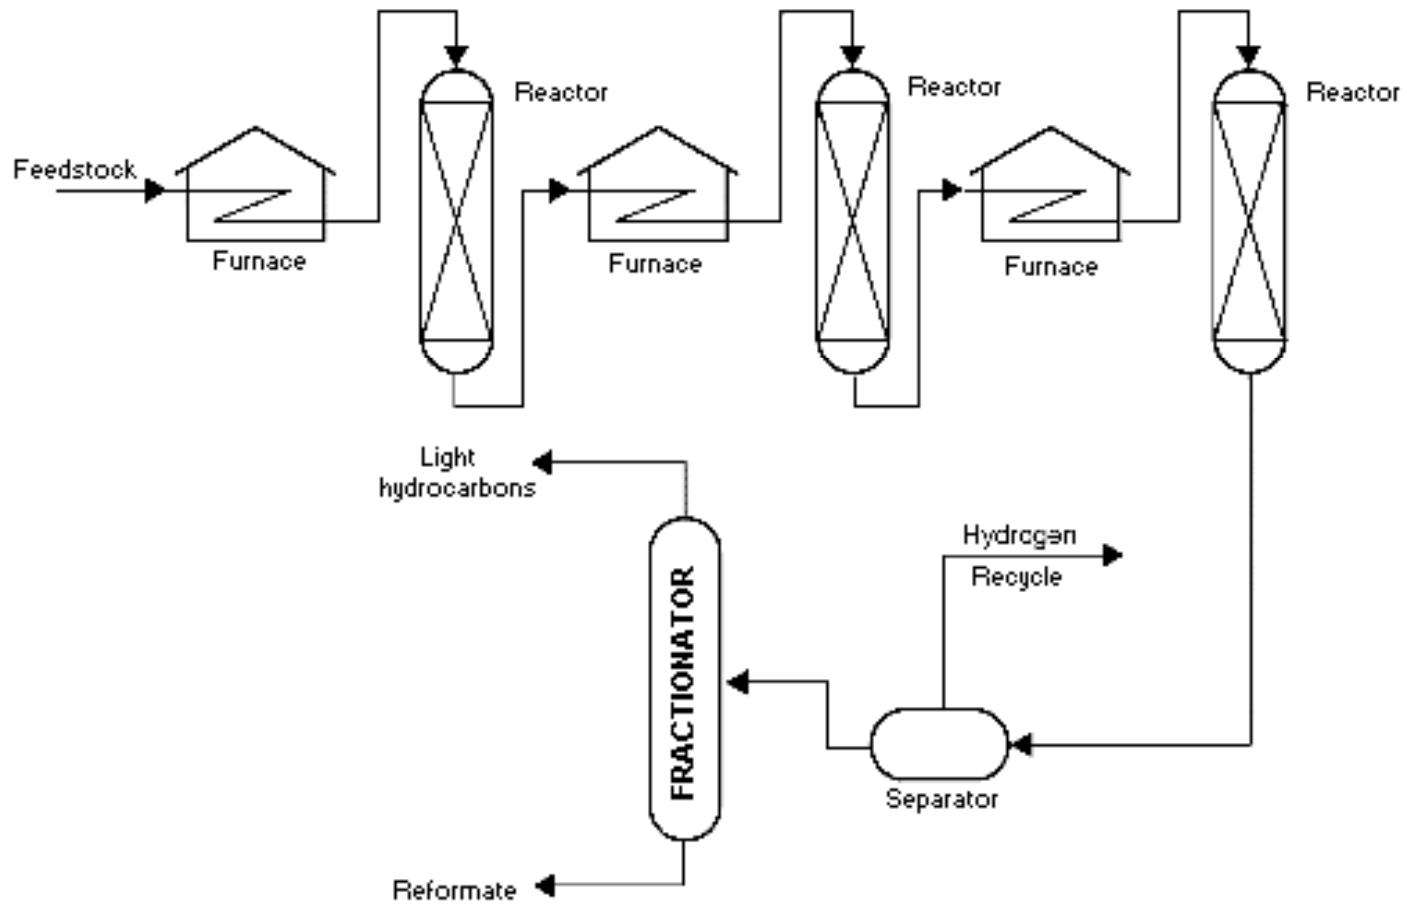 Reactor
Reactor
Reactor
Feedstock
Furnace
Furnace
Furnace
Light
hydrocarbons
Hydrogen
Recycle
FRACTIONATOR
Separator
Reformate